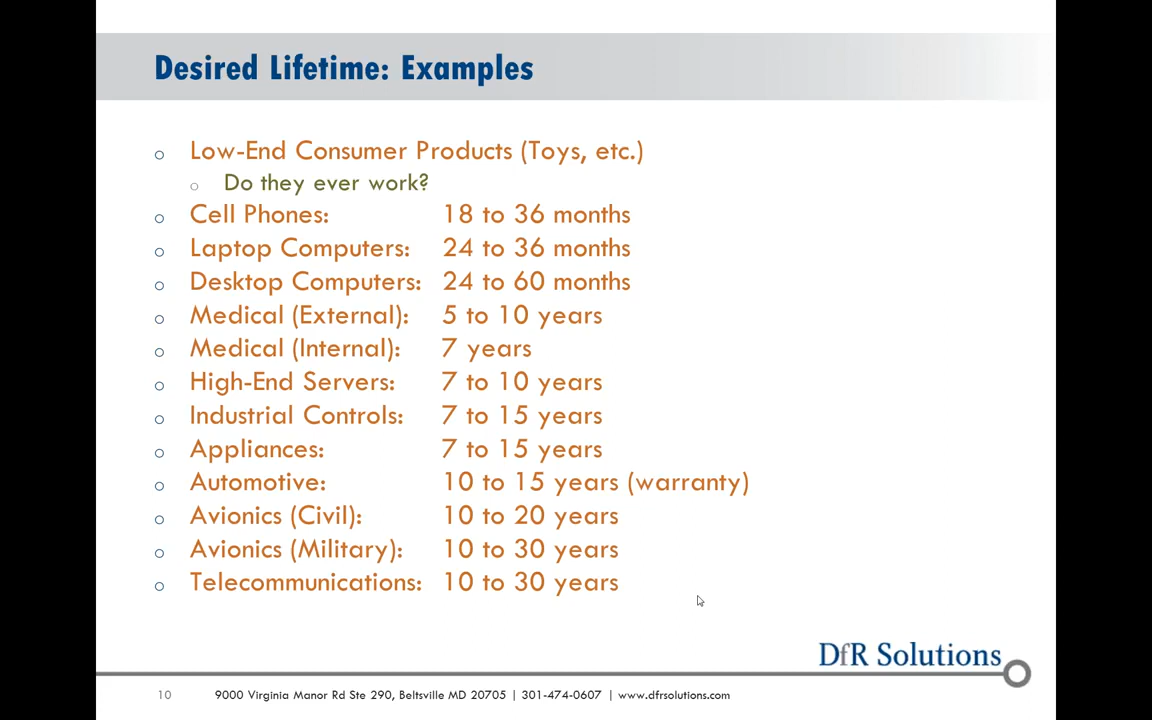 Desired Lifetime: Examples
Low-End Consumer Products (Toys, etc.)
Do they ever work?
Cell Phones: 18 to 36 months
Laptop Computers: 24 to 36 months
Desktop Computers: 24 to 60 months
Medical (External): 5 to 10 years
Medical (Internal): 7 years
High-End Servers: 7 to 10 years
Industrial Controls: 7 to 15 years
Appliances: 7 to 15 years
Automotive: 10 to 15 years (warranty)
Avionics (Civil): 10 to 20 years
Avionics (Military): 10 to 30 years
Telecommunications: 10 to 30 years
DfR Solutions
10 9000 Virginia Manor Rd Ste 290, Beltsville MD 20705 | 301-474-0607 | www.dfrsolutions.com